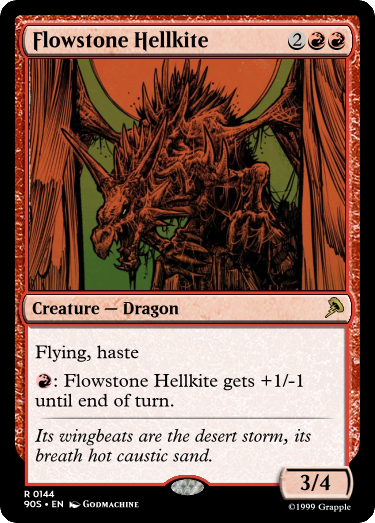 Flowstone Hellkite 2
Creature — Dragon
Flying, haste
: Flowstone Hellkite gets +1/-1
until end of turn.
Its wingbeats are the desert storm, its
breath hot caustic sand.
3/4
R 0144
90S • EN GODMACHINE
©1999 Grapple